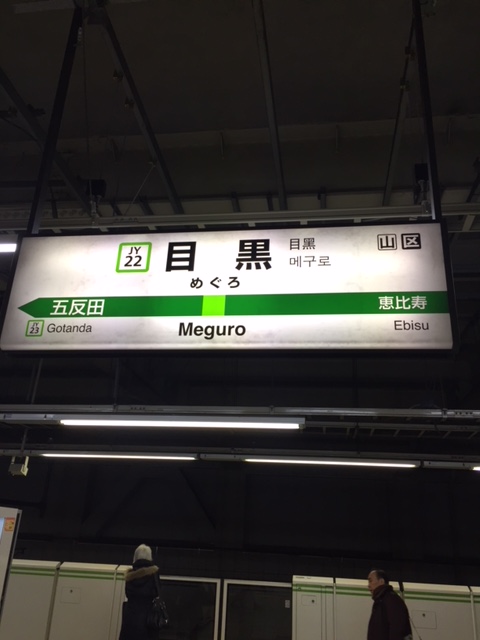 JY
22
目黒
目黒
메구로
山 区
めぐろ
五反田
恵比寿
JY
23
Gotanda
Meguro
Ebisu